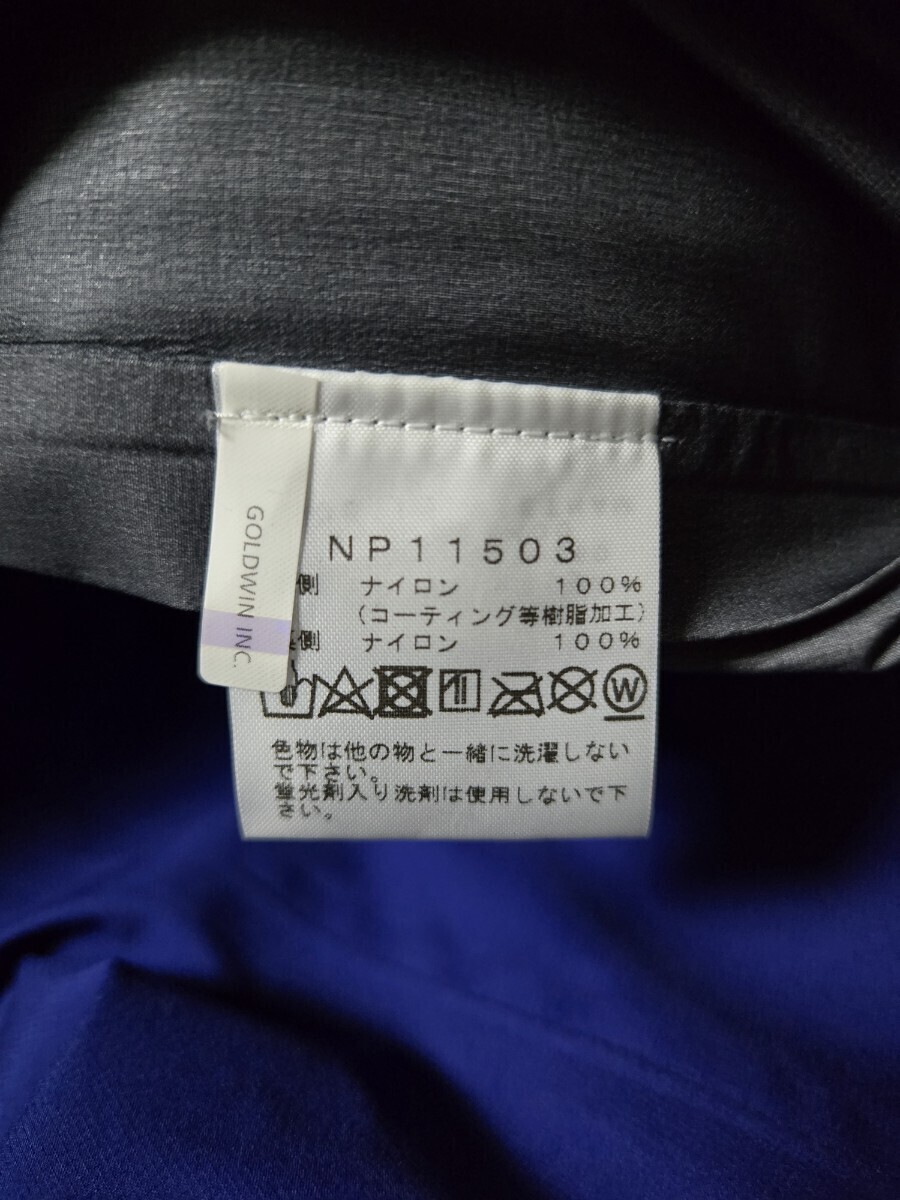 GOLDWIN INC.
NP11503
側 ナイロン 100%
(コーティング等樹脂加工)
側 ナイロン 100%
W
色物は他の物と一緒に洗濯しない
で下さい。
蛍光剤入り洗剤は使用しないで下
さい。